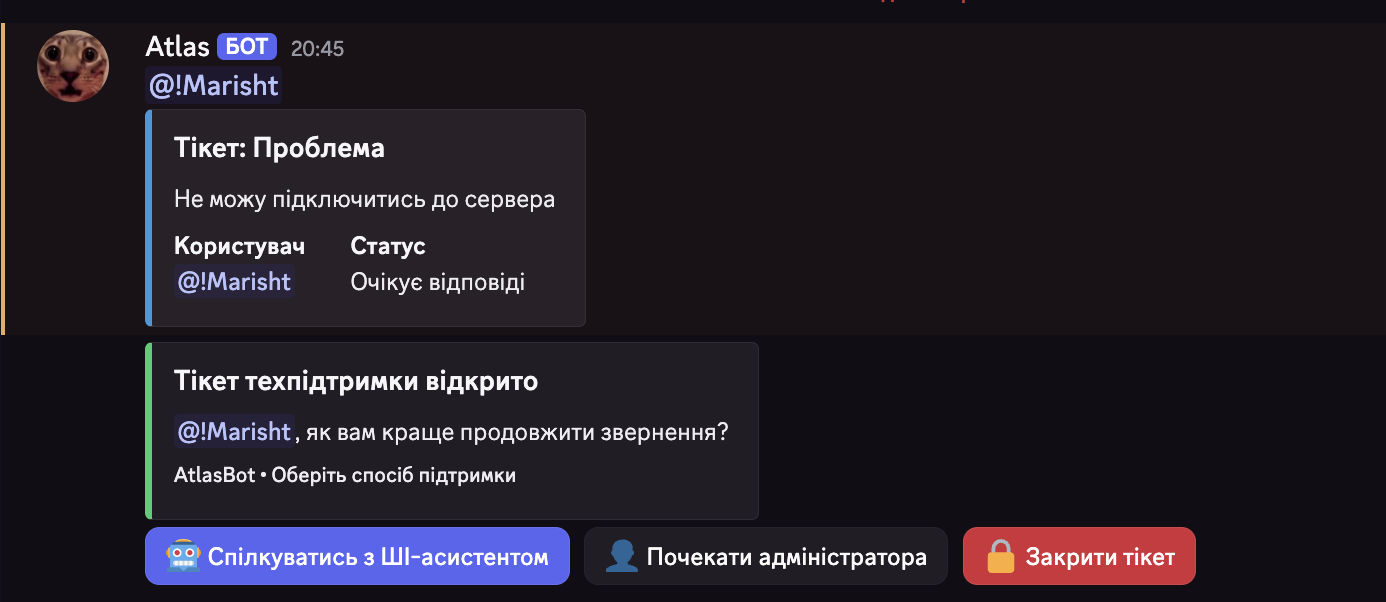 Atlas БОТ 20:45
@!Marisht
Тікет: Проблема
Не можу підключитись до сервера
Користувач Статус
@!Marisht Очікує відповіді
Тікет техпідтримки відкрито
@!Marisht, як вам краще продовжити звернення?
AtlasBot • Оберіть спосіб підтримки
Спілкуватись з ШІ-асистентом Почекати адміністратора Закрити тікет